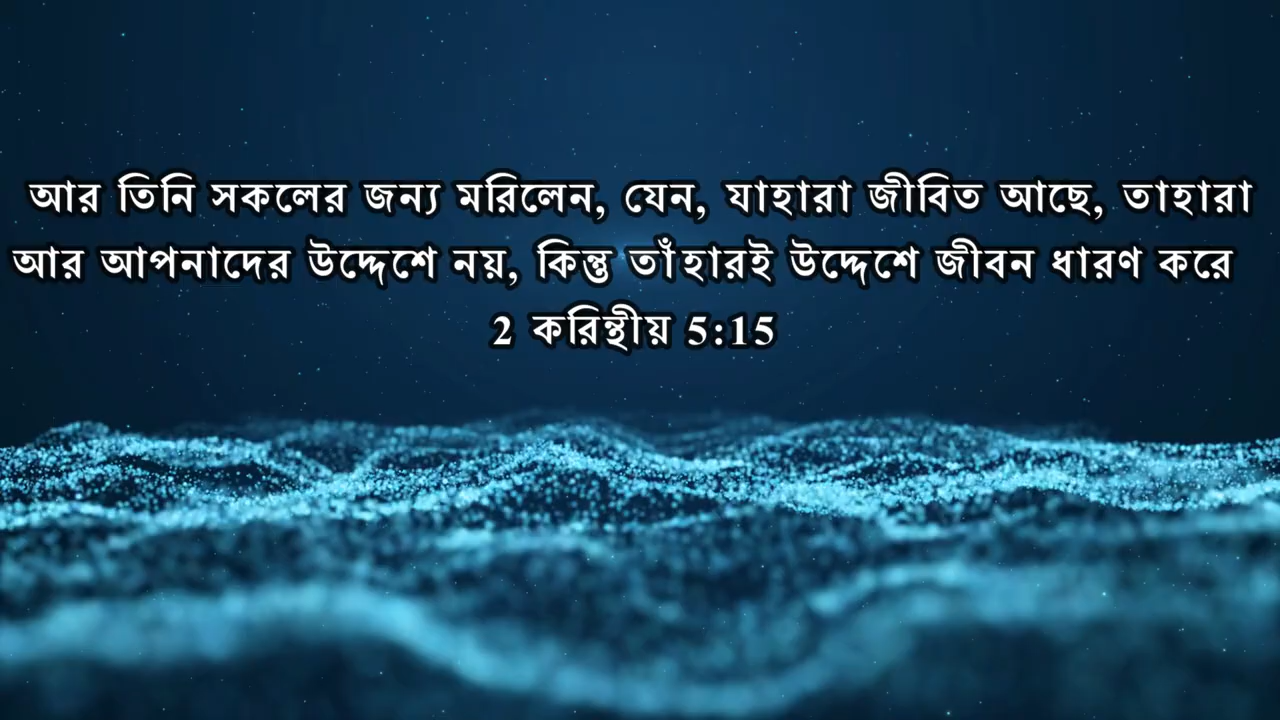 আর তিনি সকলের জন্য মরিলেন, যেন, যাহারা জীবিত আছে, তাহারা
আর আপনাদের উদ্দেশে নয়, কিন্তু তাঁহারই উদ্দেশে জীবন ধারণ করে
2 করিন্থীয় 5:15